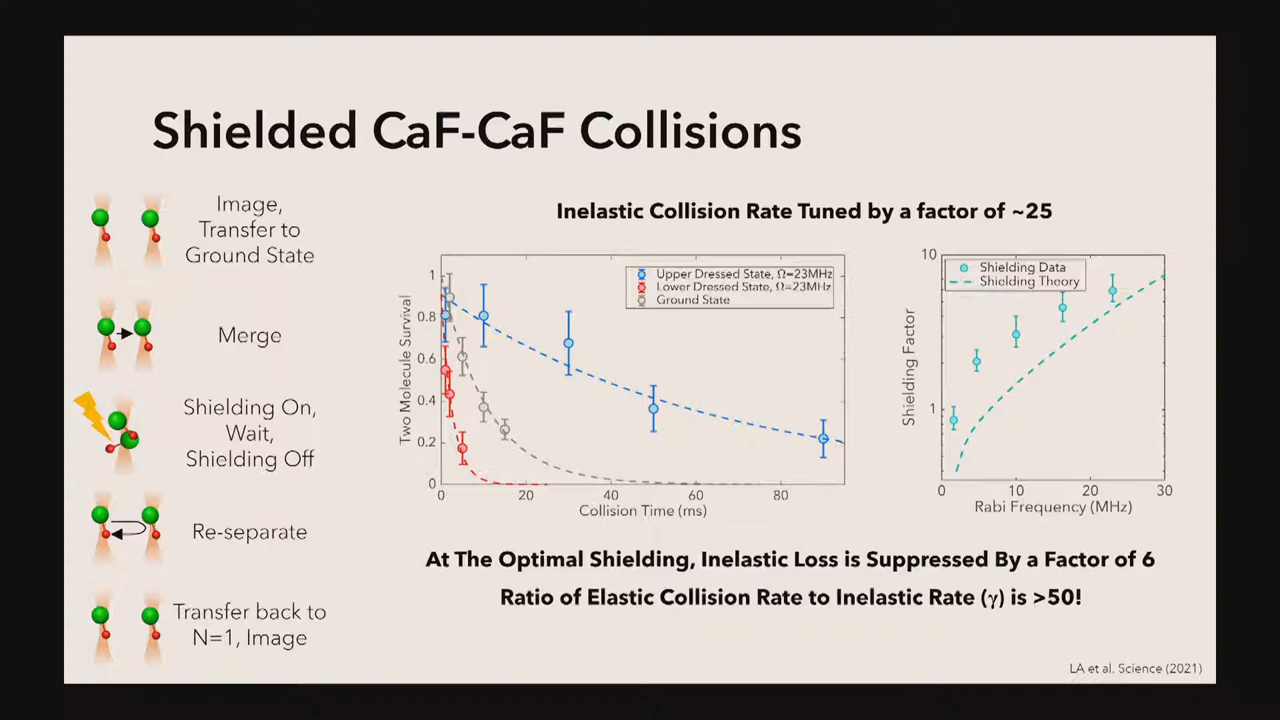 Shielded CaF-CaF Collisions
Image,
Transfer to
Ground State
Merge
Shielding On,
Wait,
Shielding Off
Re-separate
Transfer back to
N=1, Image
Inelastic Collision Rate Tuned by a factor of ~25
Two Molecule Survival
1
0.8
0.6
0.4
0.2
0
Upper Dressed State, Ω=23MHz
Lower Dressed State, Ω=23MHz
Ground State
0 20 40 60 80
Collision Time (ms)
Shielding Factor
10
1
Shielding Data
Shielding Theory
0 10 20 30
Rabi Frequency (MHz)
At The Optimal Shielding, Inelastic Loss is Suppressed By a Factor of 6
Ratio of Elastic Collision Rate to Inelastic Rate (γ) is >50!
LA et al. Science (2021)